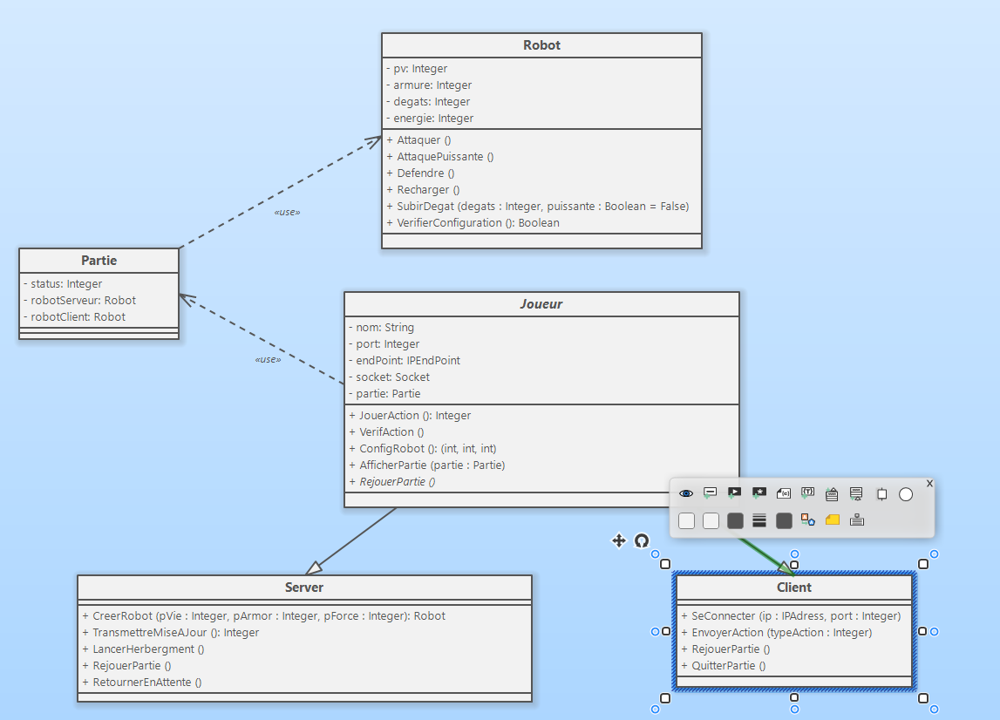 Robot
- pv: Integer
- armure: Integer
- degats: Integer
- energie: Integer
+ Attaquer ()
+ AttaquePuissante ()
+ Defendre ()
+ Recharger ()
+ SubirDegat (degats : Integer, puissante : Boolean = False)
+ VerifierConfiguration (): Boolean
«use»
Partie
- status: Integer
- robotServeur: Robot
- robotClient: Robot
«use»
Joueur
- nom: String
- port: Integer
- endPoint: IPEndPoint
- socket: Socket
- partie: Partie
+ JouerAction (): Integer
+ VerifAction ()
+ ConfigRobot (): (int, int, int)
+ AfficherPartie (partie : Partie)
+ RejouerPartie ()
X
Server
+ CreerRobot (pVie : Integer, pArmor : Integer, pForce : Integer): Robot
+ TransmettreMiseAJour (): Integer
+ LancerHerbergment ()
+ RejouerPartie ()
+ RetournerEnAttente ()
Client
+ SeConnecter (ip : IPAdress, port : Integer)
+ EnvoyerAction (typeAction : Integer)
+ RejouerPartie ()
+ QuitterPartie ()